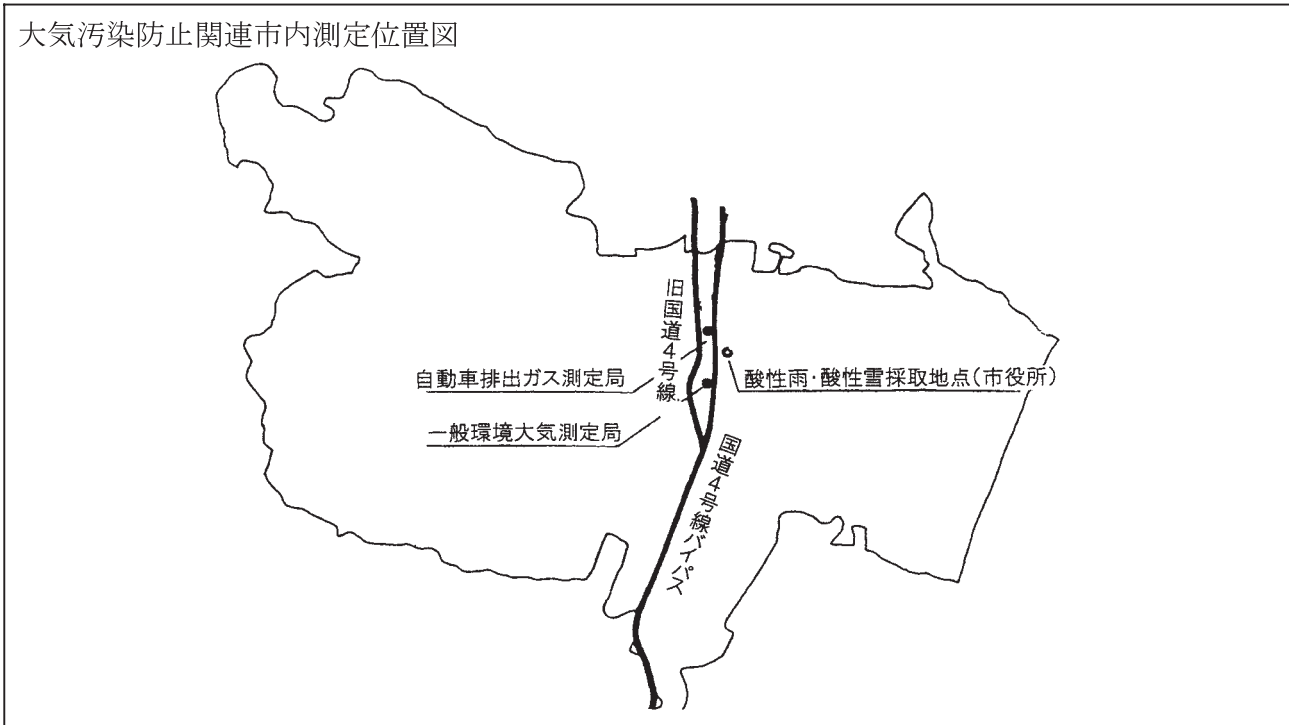 大気汚染防止関連市内測定位置図
旧国道4号線
自動車排出ガス測定局
酸性雨・酸性雪採取地点(市役所)
一般環境大気測定局
国道4号線バイパス